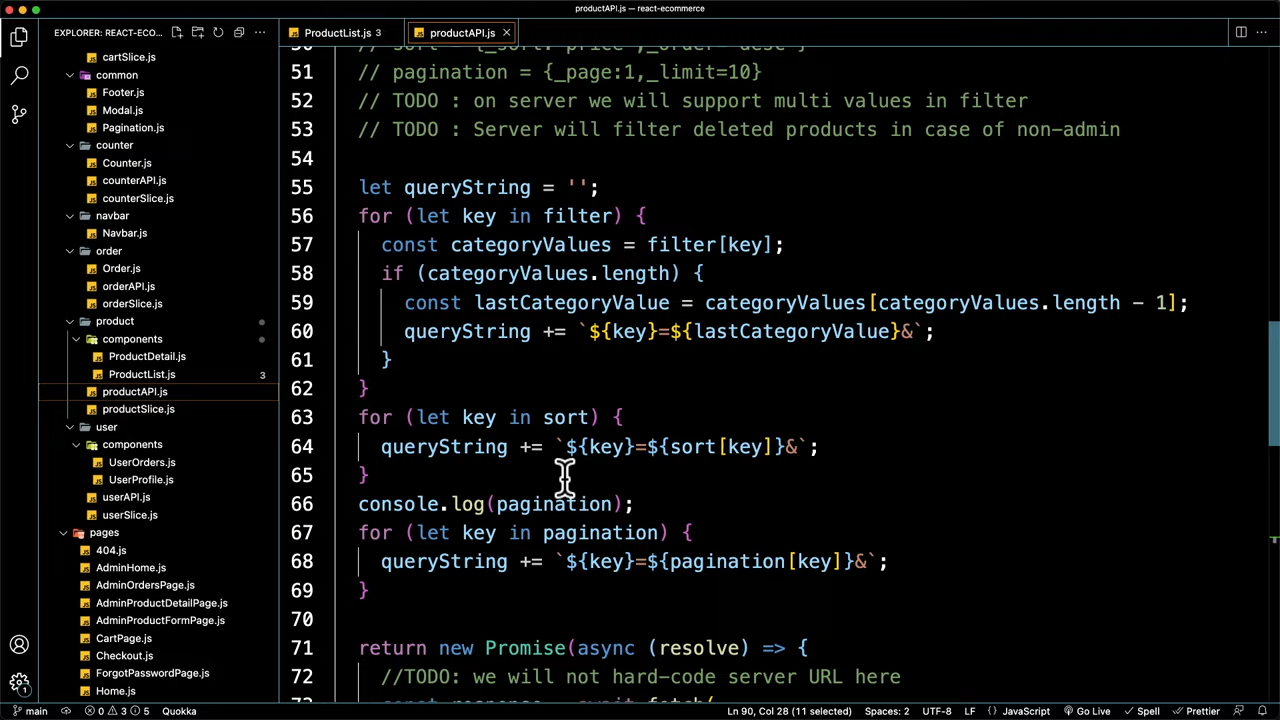 productAPI.js — react-ecommerce
EXPLORER: REACT-ECO...
ProductList.js 3
productAPI.js
cartSlice.js
common
Footer.js
Modal.js
Pagination.js
counter
Counter.js
counterAPI.js
counterSlice.js
navbar
Navbar.js
order
Order.js
orderAPI.js
orderSlice.js
product
components
ProductDetail.js
ProductList.js 3
productAPI.js
productSlice.js
user
components
UserOrders.js
UserProfile.js
userAPI.js
userSlice.js
pages
404.js
AdminHome.js
AdminOrdersPage.js
AdminProductDetailPage.js
AdminProductFormPage.js
CartPage.js
Checkout.js
ForgotPasswordPage.js
Home.js
51 // pagination = {_page:1,_limit=10}
52 // TODO : on server we will support multi values in filter
53 // TODO : Server will filter deleted products in case of non-admin
54
55 let queryString = '';
56 for (let key in filter) {
57 const categoryValues = filter[key];
58 if (categoryValues.length) {
59 const lastCategoryValue = categoryValues[categoryValues.length - 1];
60 queryString += `${key}=${lastCategoryValue}&`;
61 }
62 }
63 for (let key in sort) {
64 queryString += `${key}=${sort[key]}&`;
65 }
66 console.log(pagination);
67 for (let key in pagination) {
68 queryString += `${key}=${pagination[key]}&`;
69 }
70
71 return new Promise(async (resolve) => {
72 //TODO: we will not hard-code server URL here
1
main
0 3 5
Quokka
Ln 90, Col 28 (11 selected)
Spaces: 2
UTF-8
LF
{} JavaScript
Go Live
Spell
Prettier